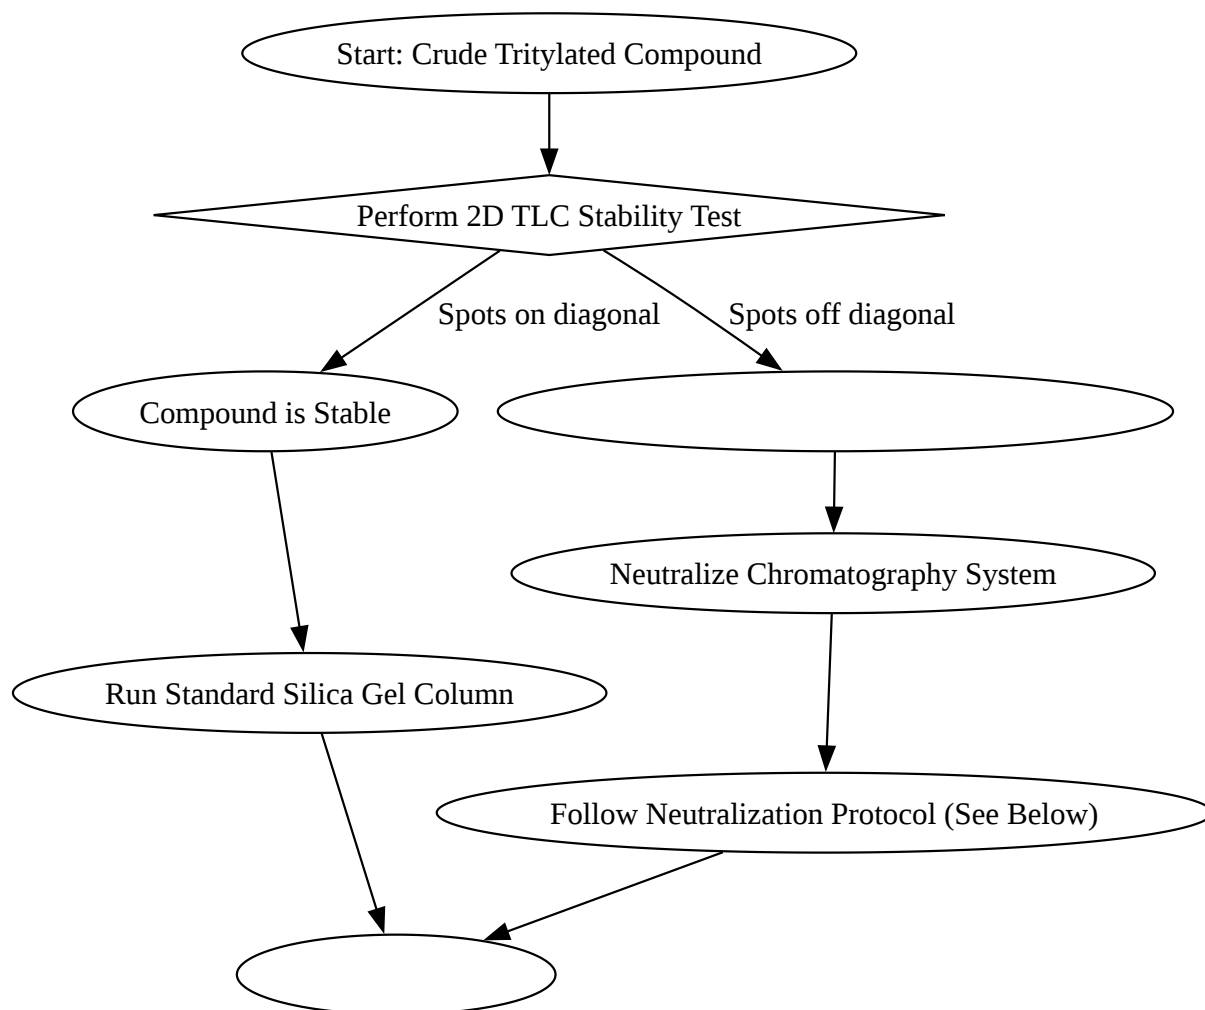 Start: Crude Tritylated Compound
Perform 2D TLC Stability Test
Spots on diagonal
Spots off diagonal
Compound is Stable
Neutralize Chromatography System
Run Standard Silica Gel Column
Follow Neutralization Protocol (See Below)